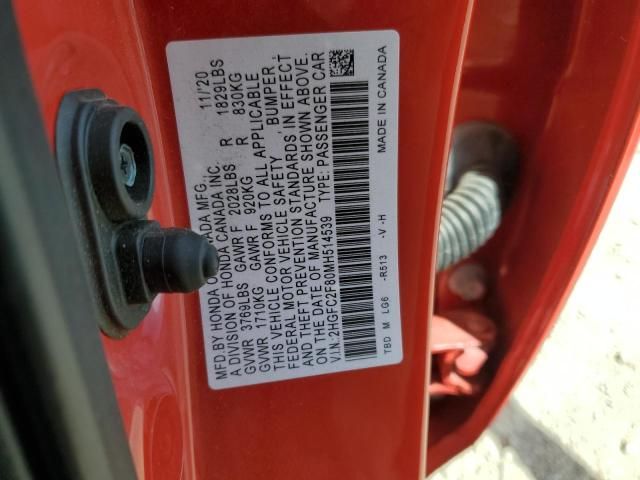 MFD.BY HONDA OF CANADA MFG. 11/'20
A DIVISION OF HONDA CANADA INC.
GVWR 3769LBS GAWR F 2028LBS R 1829LBS
GVWR 1710KG GAWR F 920KG R 830KG
THIS VEHICLE CONFORMS TO ALL APPLICABLE
FEDERAL MOTOR VEHICLE SAFETY, BUMPER,
AND THEFT PREVENTION STANDARDS IN EFFECT
ON THE DATE OF MANUFACTURE SHOWN ABOVE.
V.I.N.:2HGFC2F80MH514539 TYPE: PASSENGER CAR
TBD M LG6 -R513 -V -H MADE IN CANADA